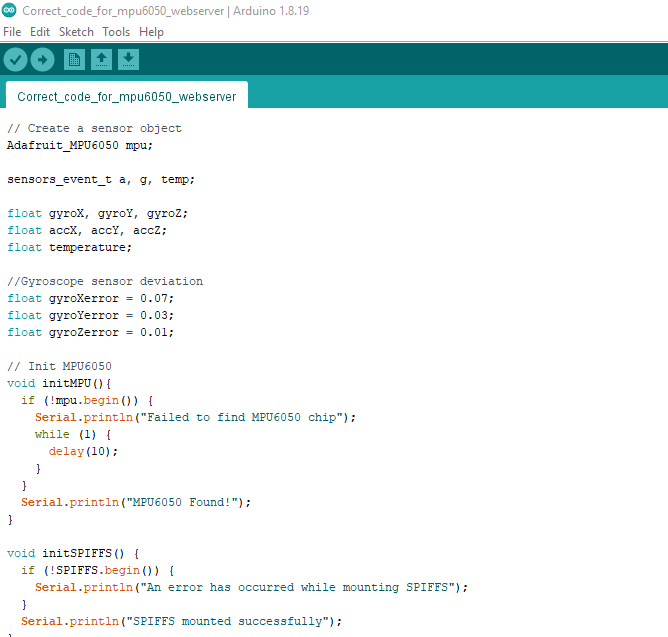 Correct_code_for_mpu6050_webserver | Arduino 1.8.19
File Edit Sketch Tools Help
Correct_code_for_mpu6050_webserver
// Create a sensor object
Adafruit_MPU6050 mpu;
sensors_event_t a, g, temp;
float gyroX, gyroY, gyroZ;
float accX, accY, accZ;
float temperature;
//Gyroscope sensor deviation
float gyroXerror = 0.07;
float gyroYerror = 0.03;
float gyroZerror = 0.01;
// Init MPU6050
void initMPU(){
  if (!mpu.begin()) {
    Serial.println("Failed to find MPU6050 chip");
    while (1) {
      delay(10);
    }
  }
  Serial.println("MPU6050 Found!");
}
void initSPIFFS() {
  if (!SPIFFS.begin()) {
    Serial.println("An error has occurred while mounting SPIFFS");
  }
  Serial.println("SPIFFS mounted successfully");
}